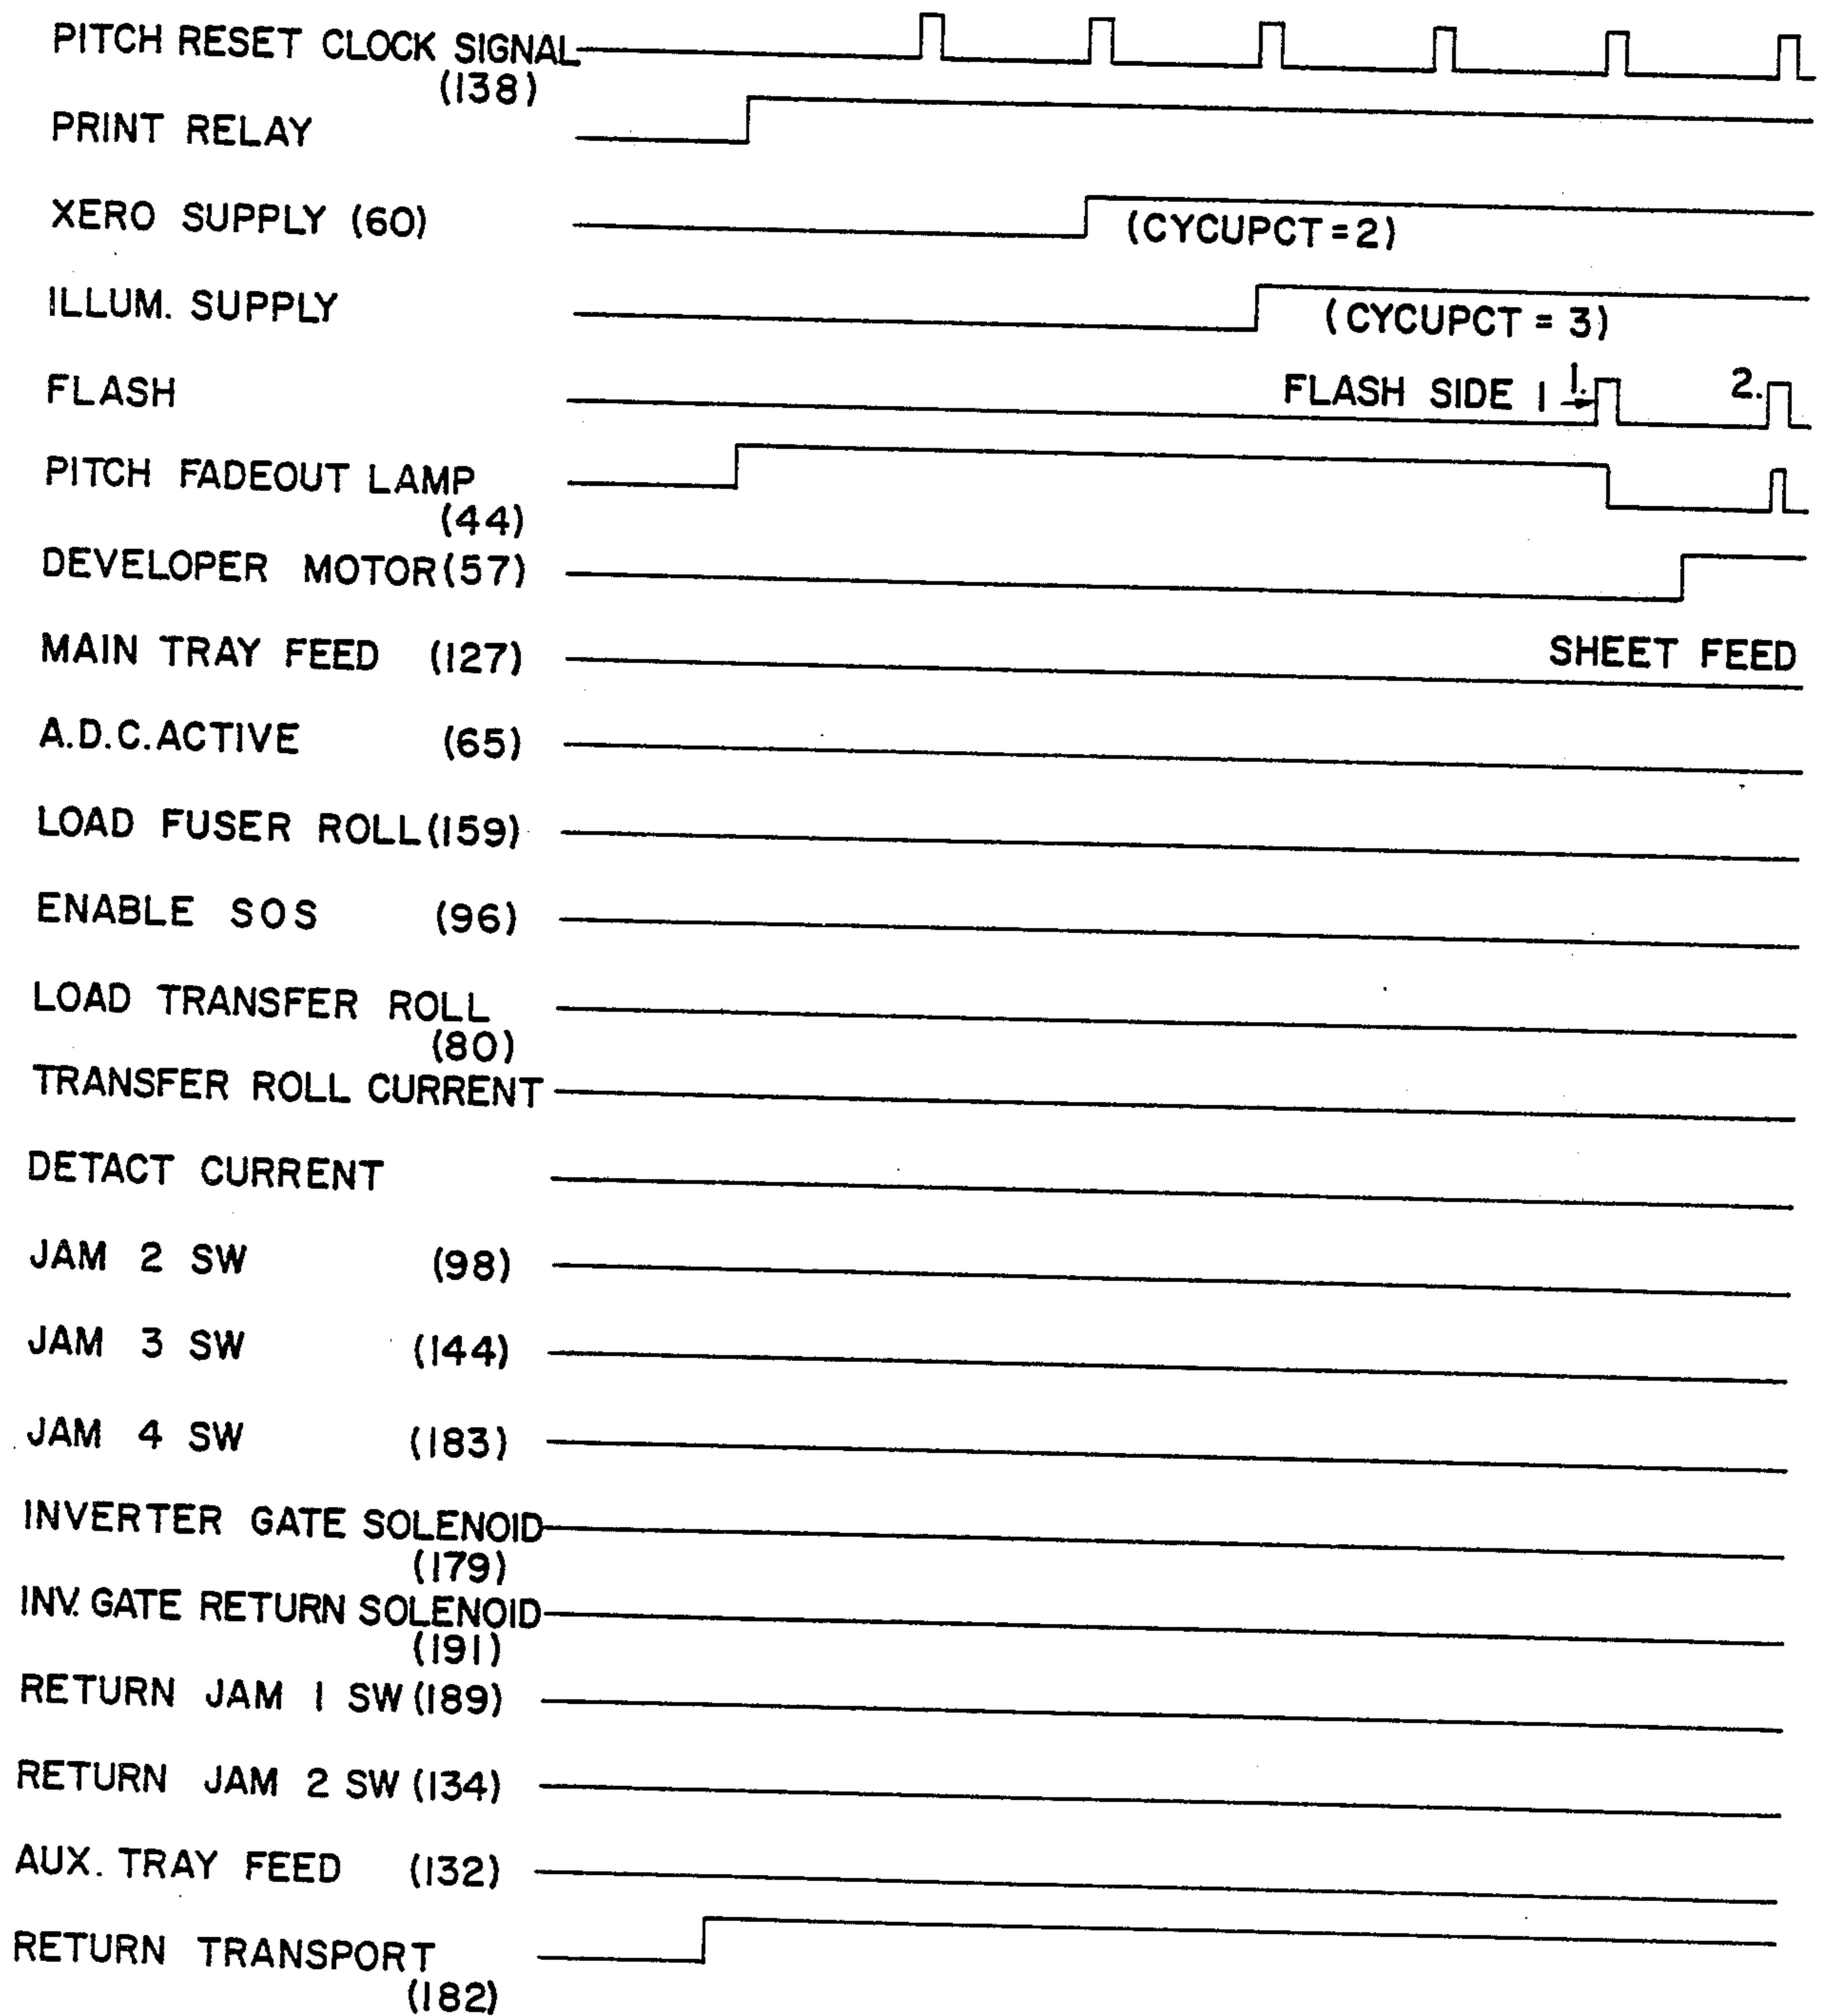 PITCH RESET CLOCK SIGNAL
(138)
PRINT RELAY
XERO SUPPLY (60)
(CYCUPCT = 2)
ILLUM. SUPPLY
(CYCUPCT = 3)
FLASH
FLASH SIDE 1
1.
2.
PITCH FADEOUT LAMP
(44)
DEVELOPER MOTOR (57)
MAIN TRAY FEED (127)
SHEET FEED
A.D.C. ACTIVE (65)
LOAD FUSER ROLL (159)
ENABLE SOS (96)
LOAD TRANSFER ROLL
(80)
TRANSFER ROLL CURRENT
DETACT CURRENT
JAM 2 SW (98)
JAM 3 SW (144)
JAM 4 SW (183)
INVERTER GATE SOLENOID
(179)
INV. GATE RETURN SOLENOID
(191)
RETURN JAM 1 SW (189)
RETURN JAM 2 SW (134)
AUX. TRAY FEED (132)
RETURN TRANSPORT
(182)